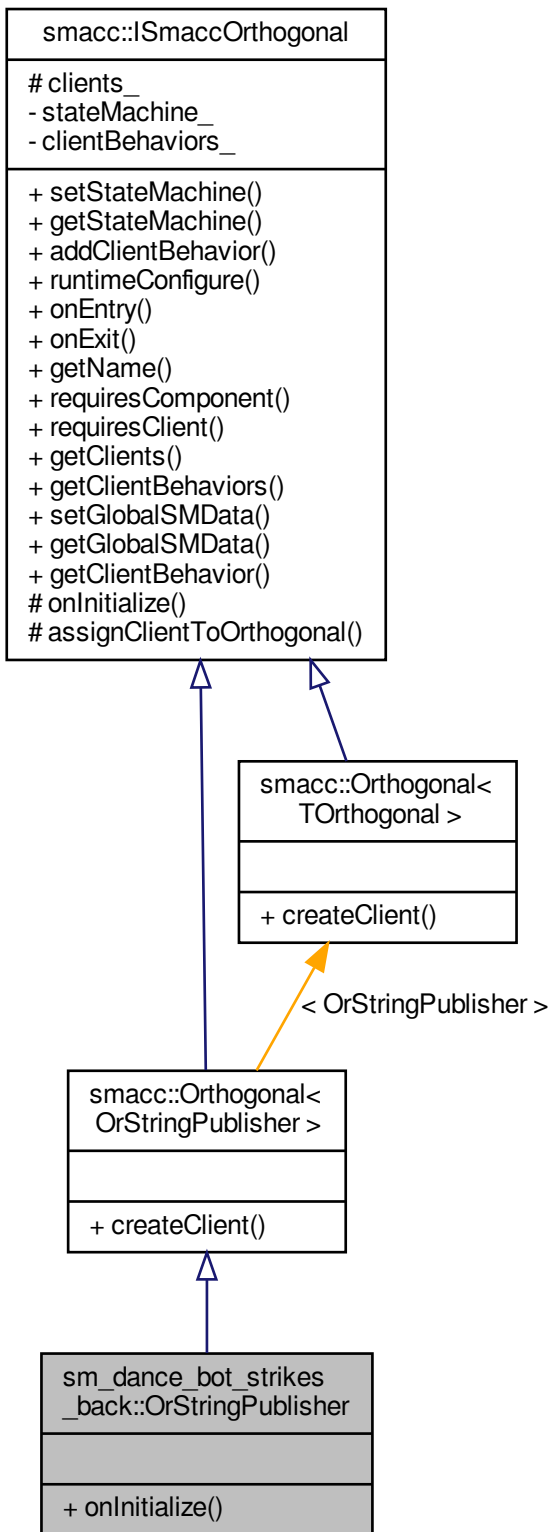 smacc::ISmaccOrthogonal
# clients_
- stateMachine_
- clientBehaviors_
+ setStateMachine()
+ getStateMachine()
+ addClientBehavior()
+ runtimeConfigure()
+ onEntry()
+ onExit()
+ getName()
+ requiresComponent()
+ requiresClient()
+ getClients()
+ getClientBehaviors()
+ setGlobalSMData()
+ getGlobalSMData()
+ getClientBehavior()
# onInitialize()
# assignClientToOrthogonal()
smacc::Orthogonal<
TOrthogonal >
+ createClient()
< OrStringPublisher >
smacc::Orthogonal<
OrStringPublisher >
+ createClient()
sm_dance_bot_strikes
_back::OrStringPublisher
+ onInitialize()